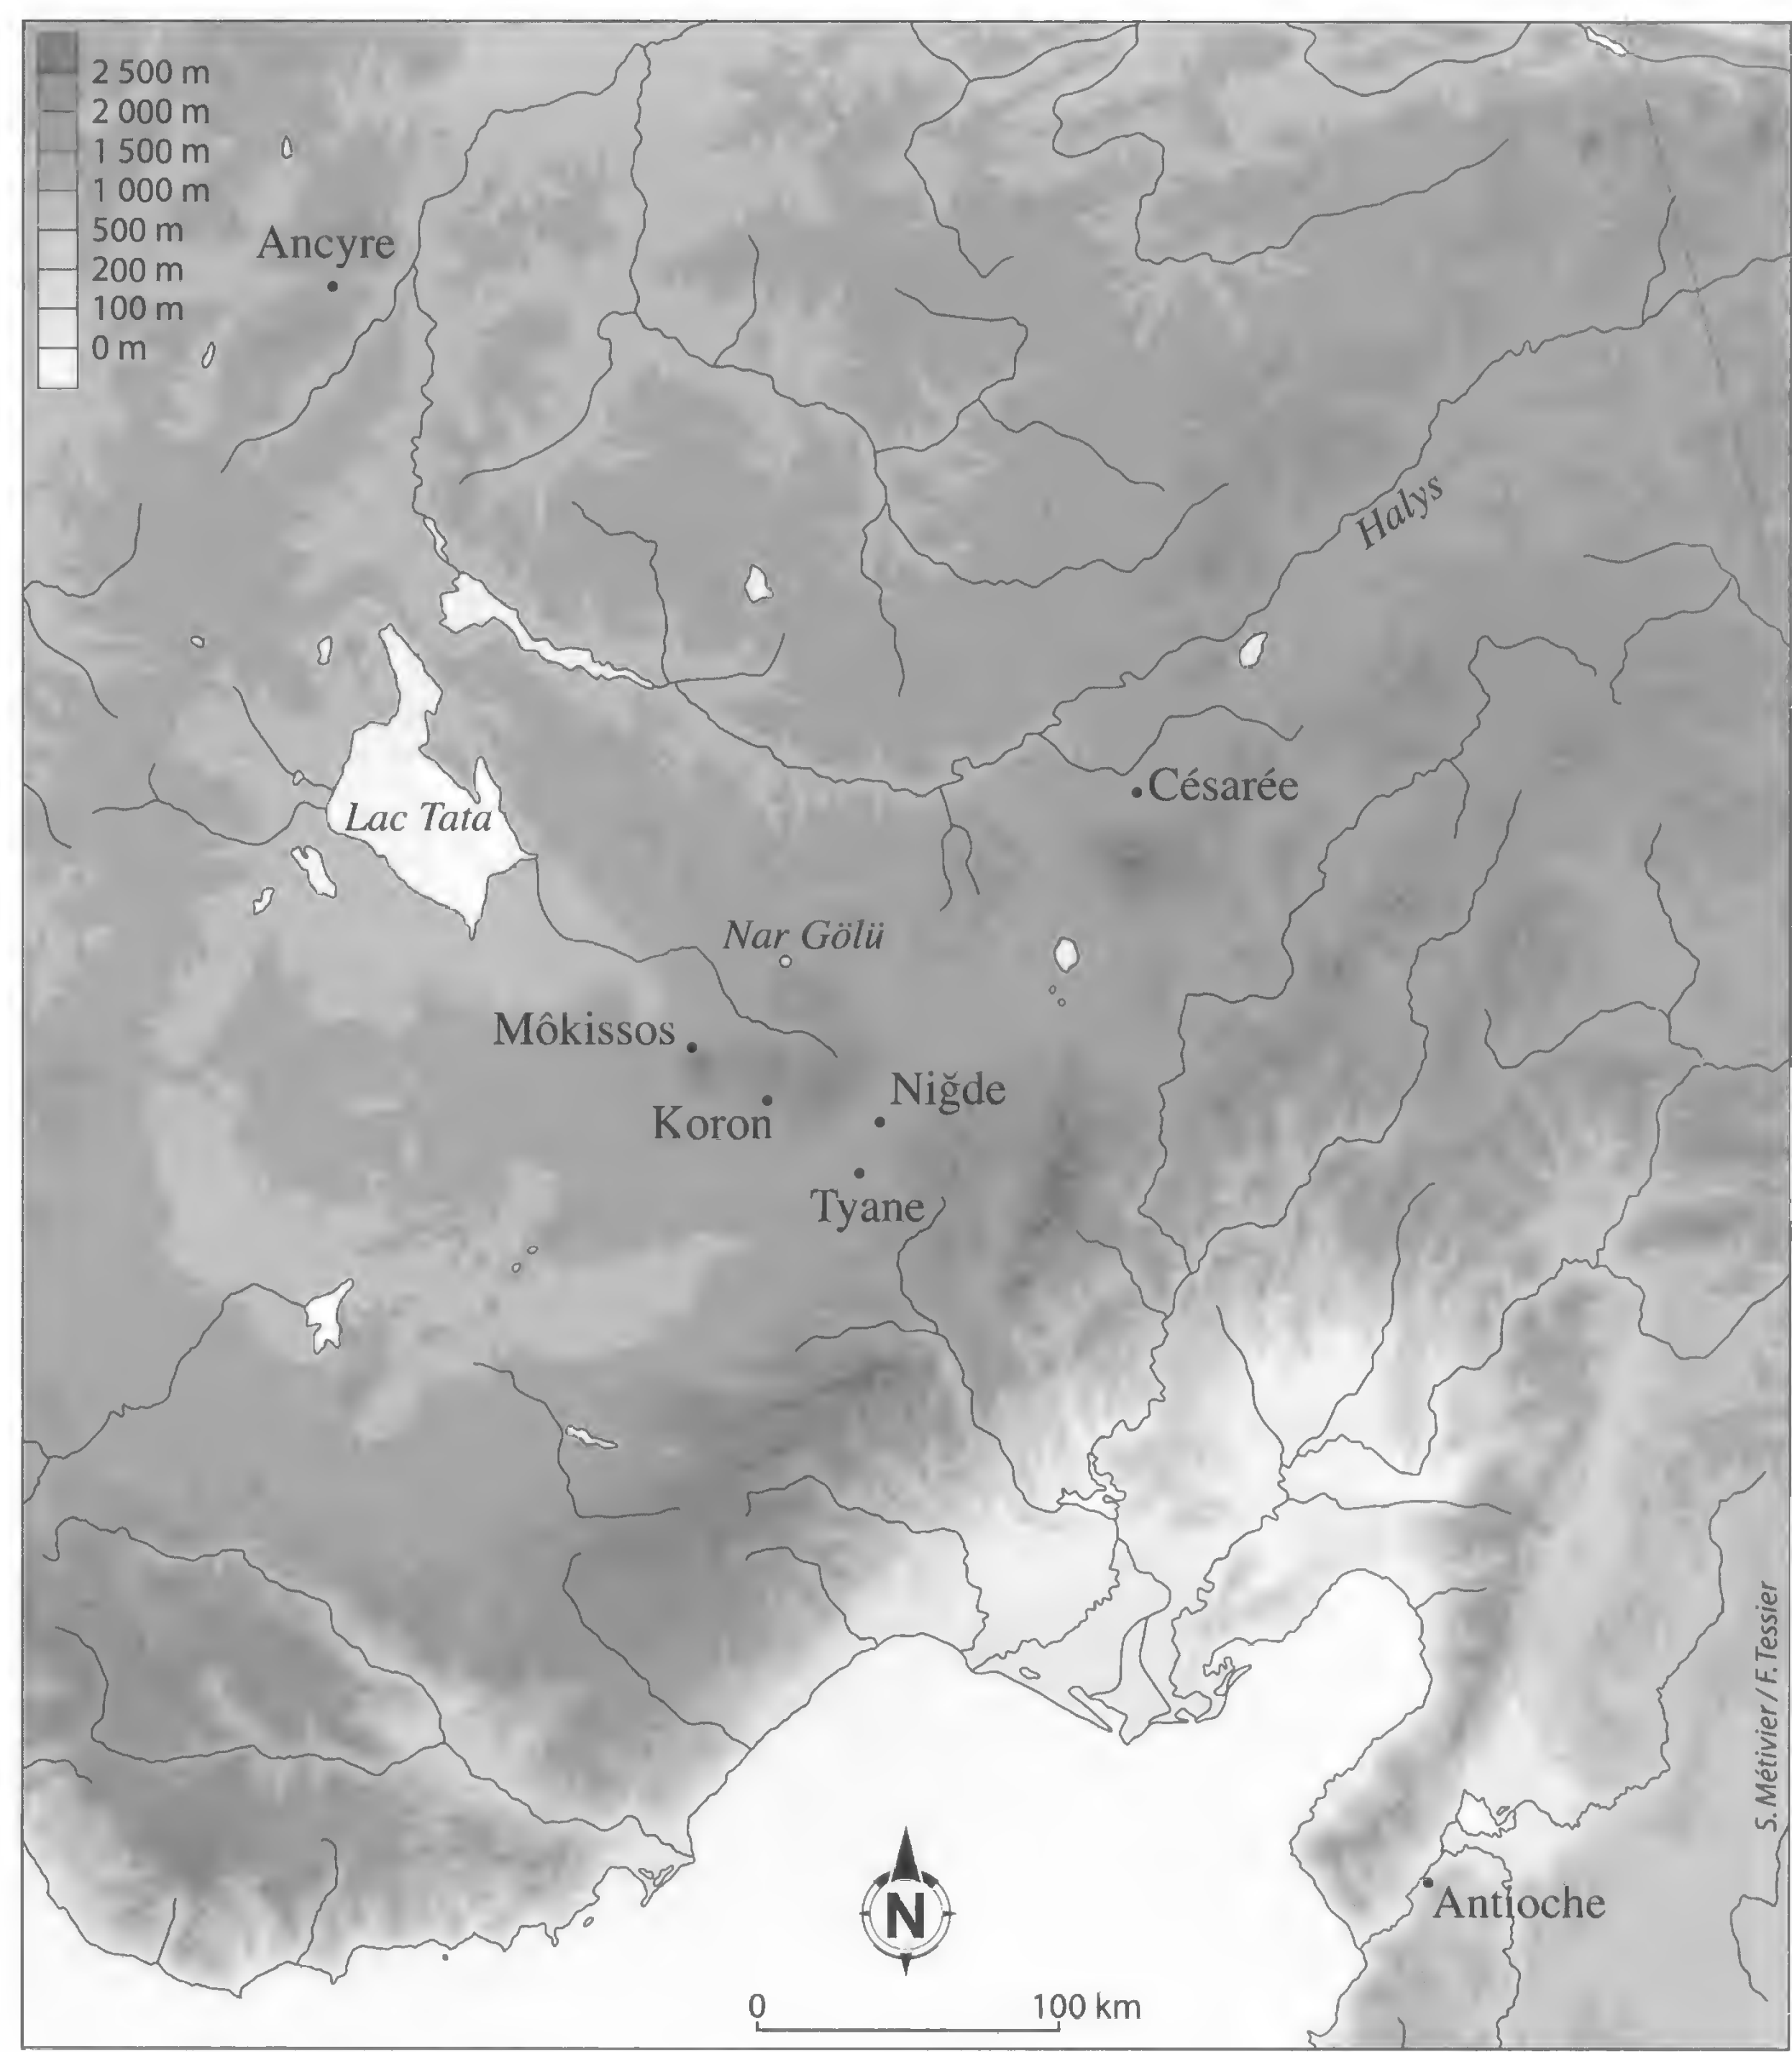 2 500 m
2 000 m
1 500 m
1 000 m
500 m
200 m
100 m
0 m
Ancyre
Halys
Césarée
Lac Tata
Nar Gölü
Môkissos
Niğde
Koron
Tyane
S. Métivier / F. Tessier
Antioche
N
0 100 km